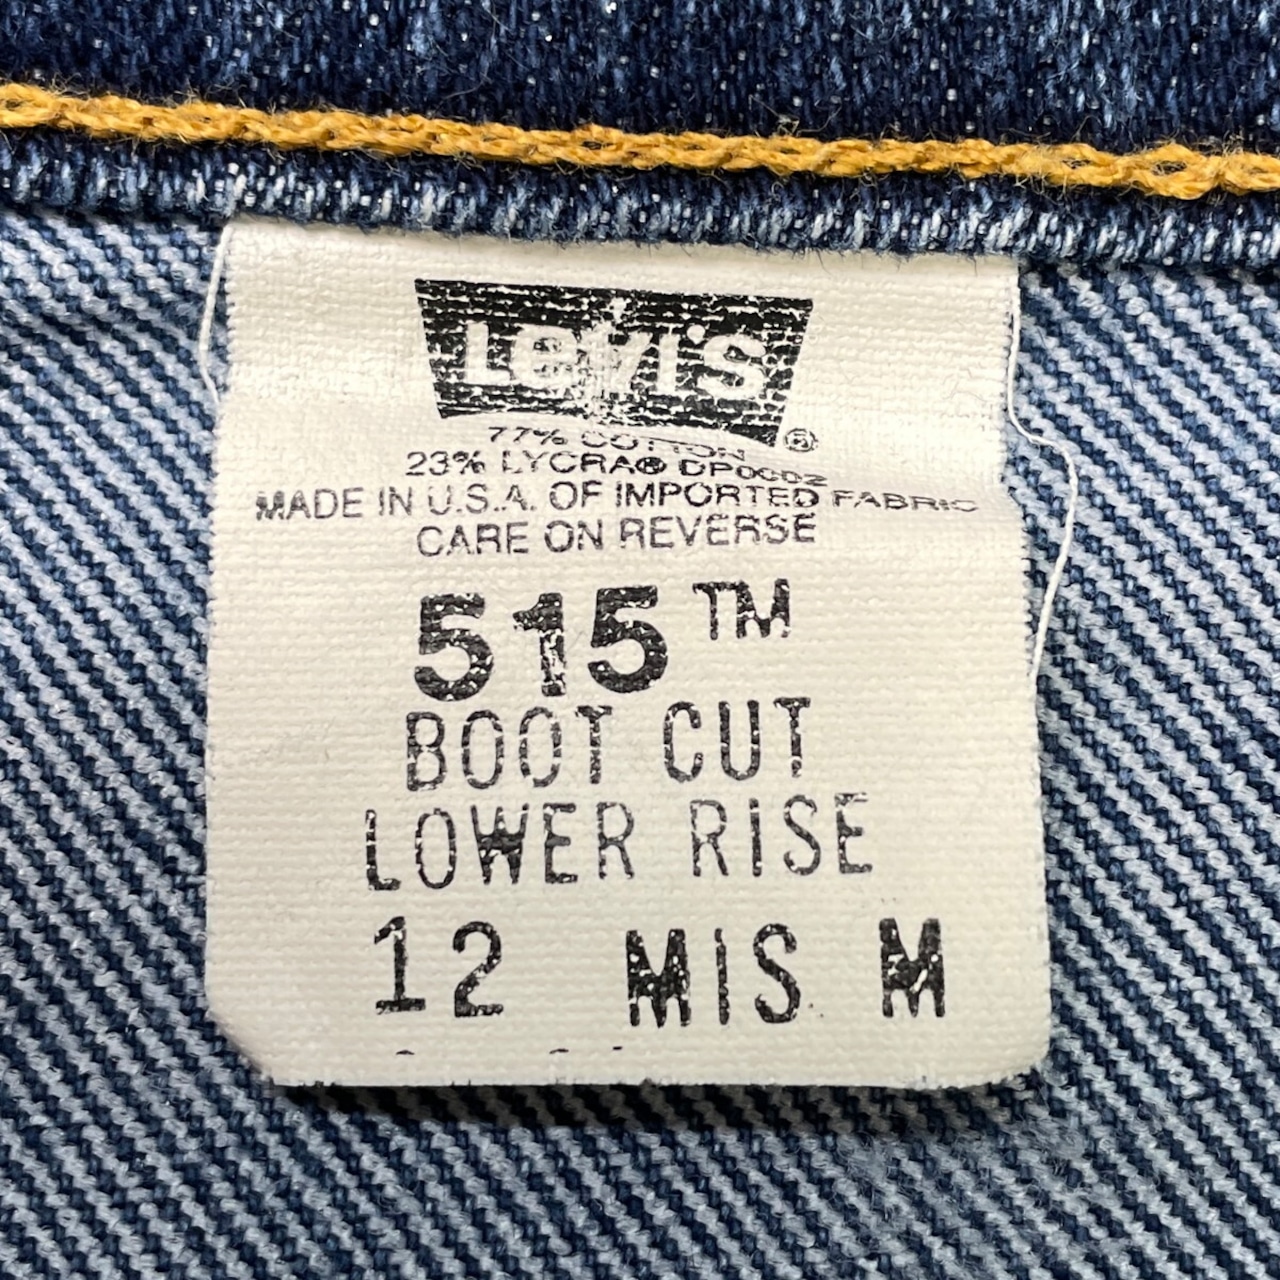 Levi's ®
77% COTTON
23% LYCRA® DP0002
MADE IN U.S.A. OF IMPORTED FABRIC
CARE ON REVERSE
515™
BOOT CUT
LOWER RISE
12 MIS M